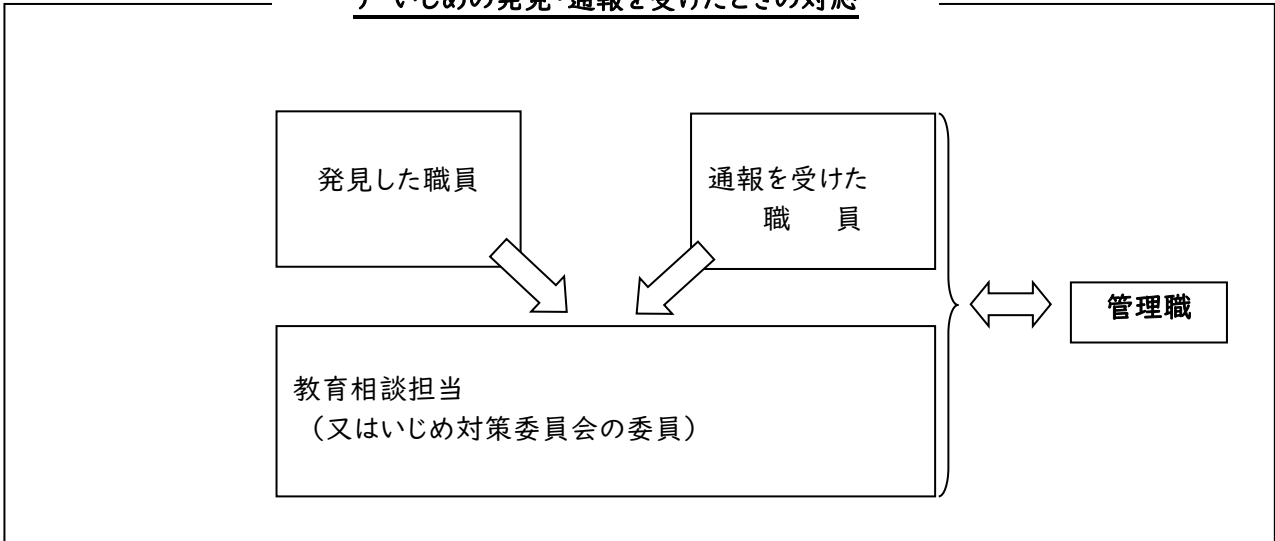 いじめの発見・通報を受けたときの対応
発見した職員
通報を受けた
職　員
管理職
教育相談担当
（又はいじめ対策委員会の委員）